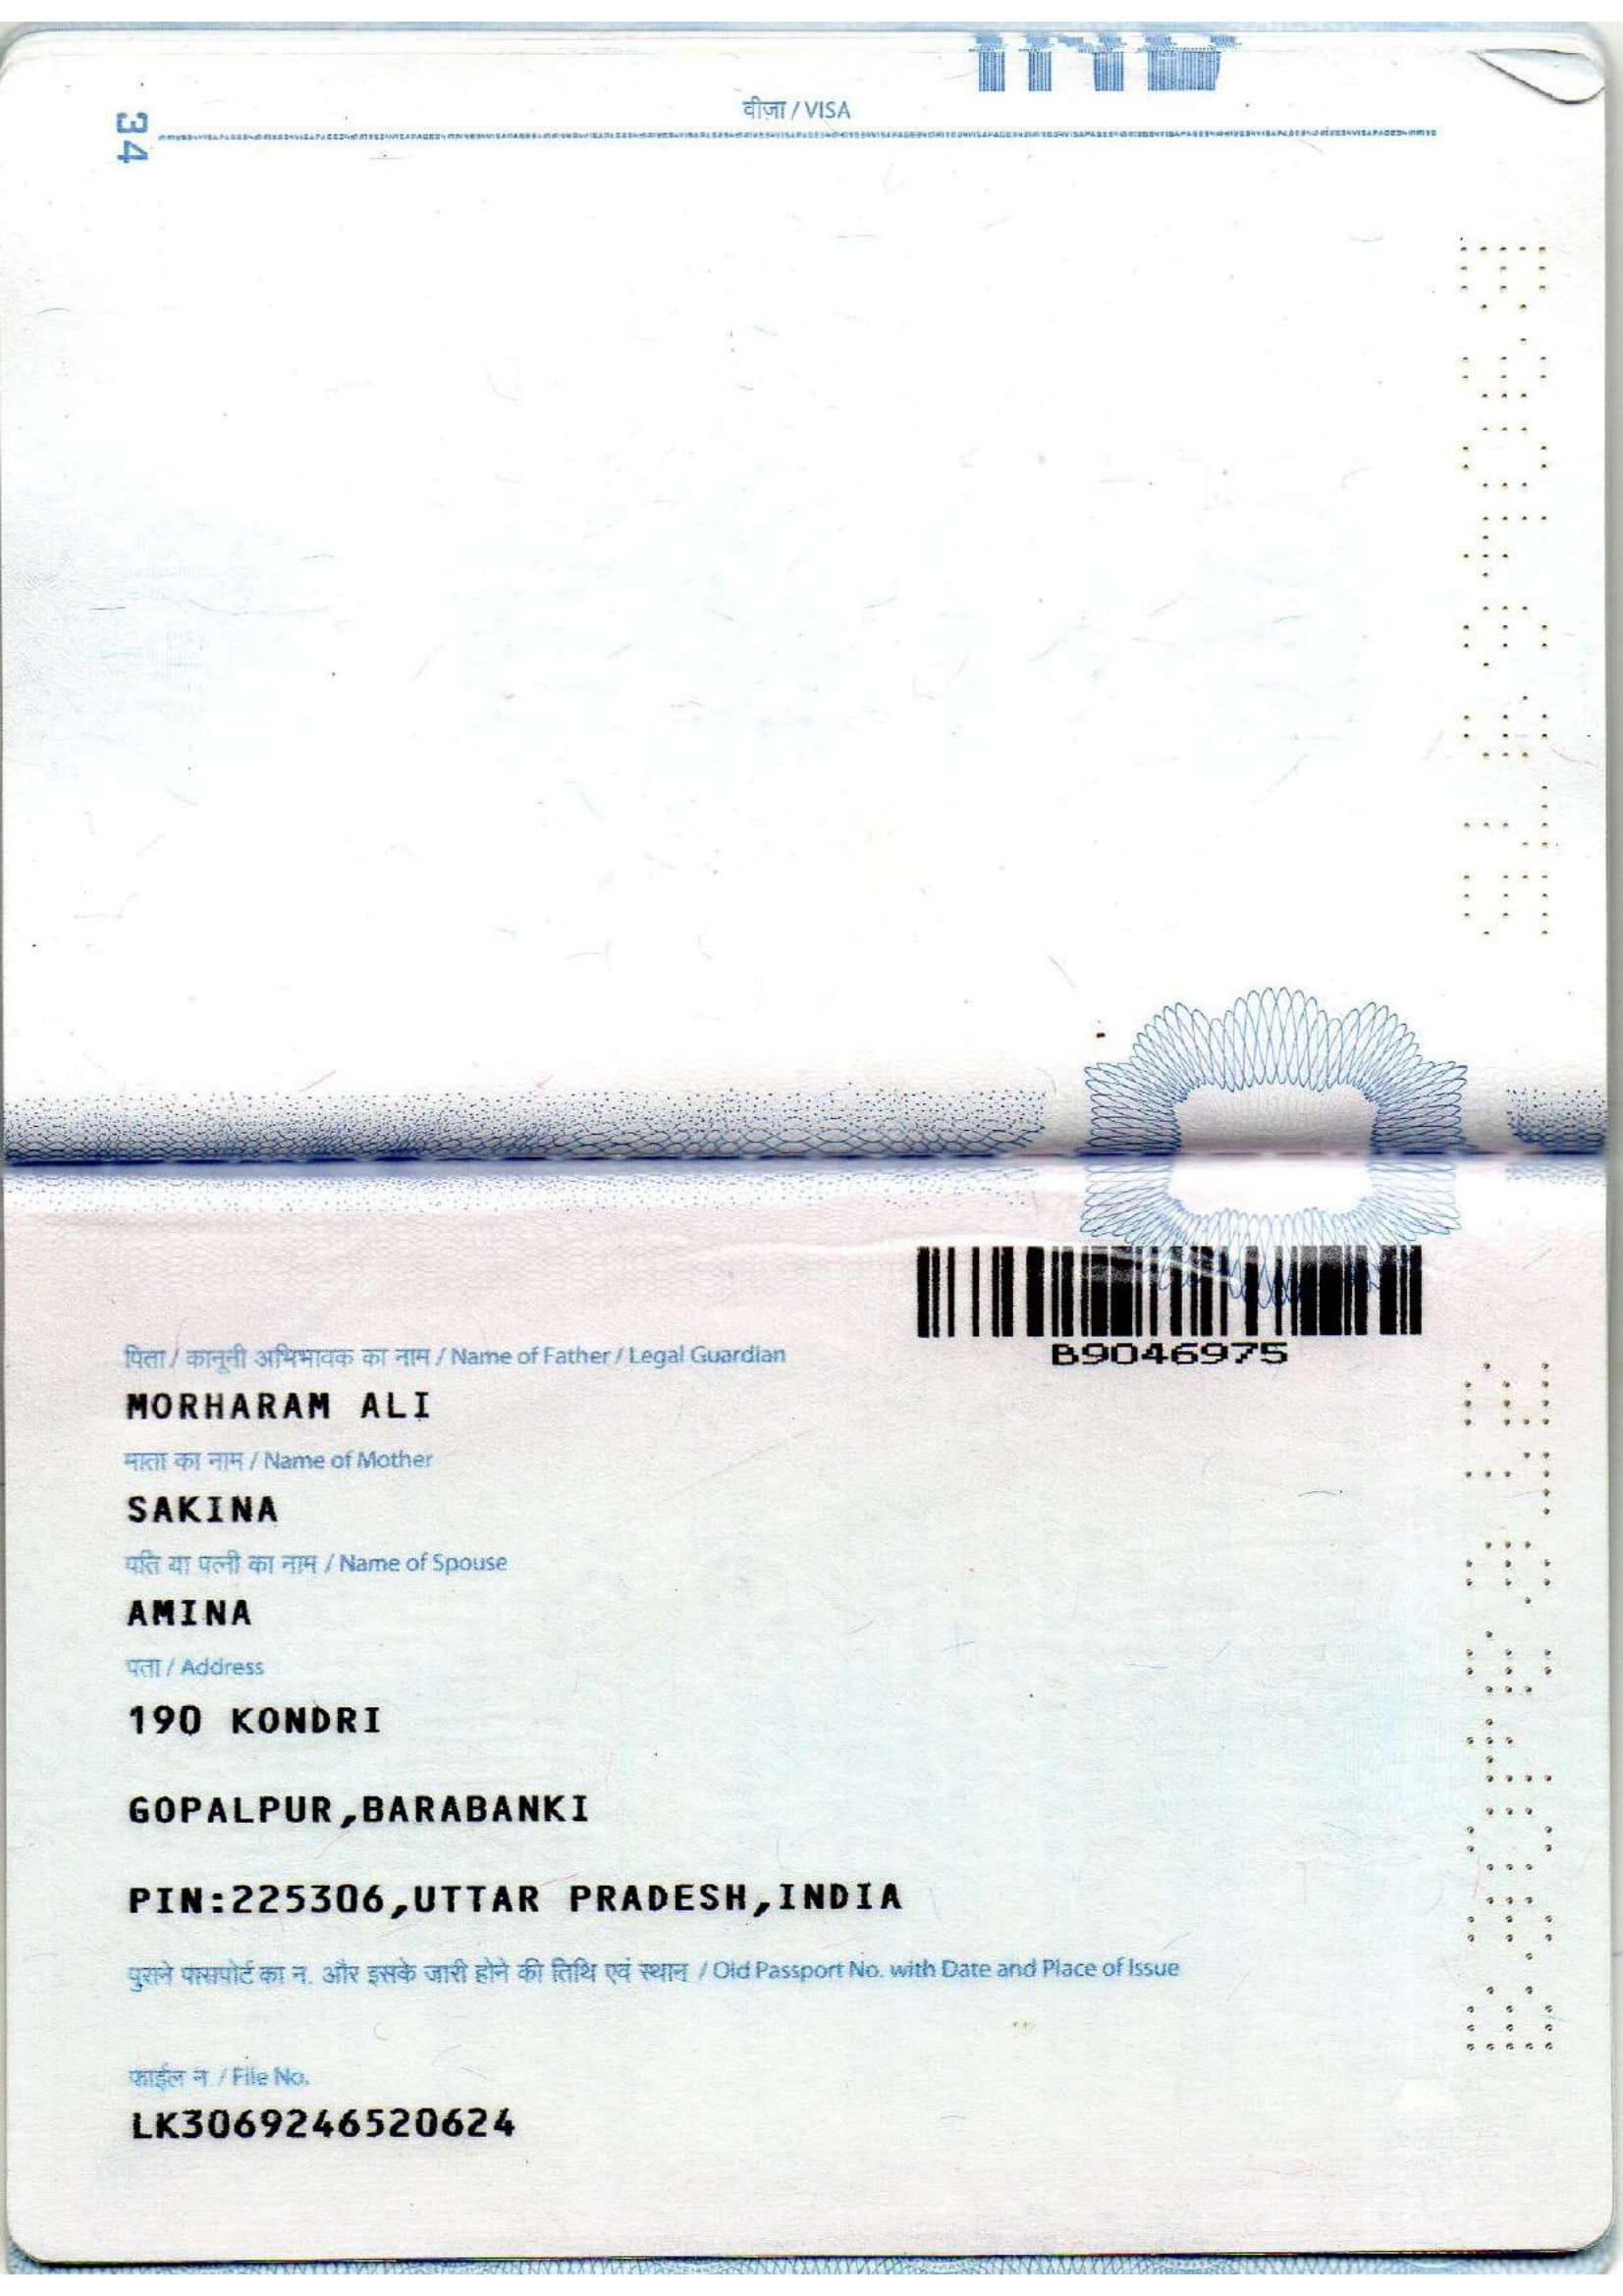 IND
वीज़ा / VISA
34
B9046975
B9046975
पिता / कानूनी अभिभावक का नाम / Name of Father / Legal Guardian
MORHARAM ALI
माता का नाम / Name of Mother
SAKINA
पति या पत्नी का नाम / Name of Spouse
AMINA
पता / Address
190 KONDRI
GOPALPUR,BARABANKI
PIN:225306,UTTAR PRADESH,INDIA
पुराने पासपोर्ट का न. और इसके जारी होने की तिथि एवं स्थान / Old Passport No. with Date and Place of Issue
फाईल न / File No.
LK3069246520624